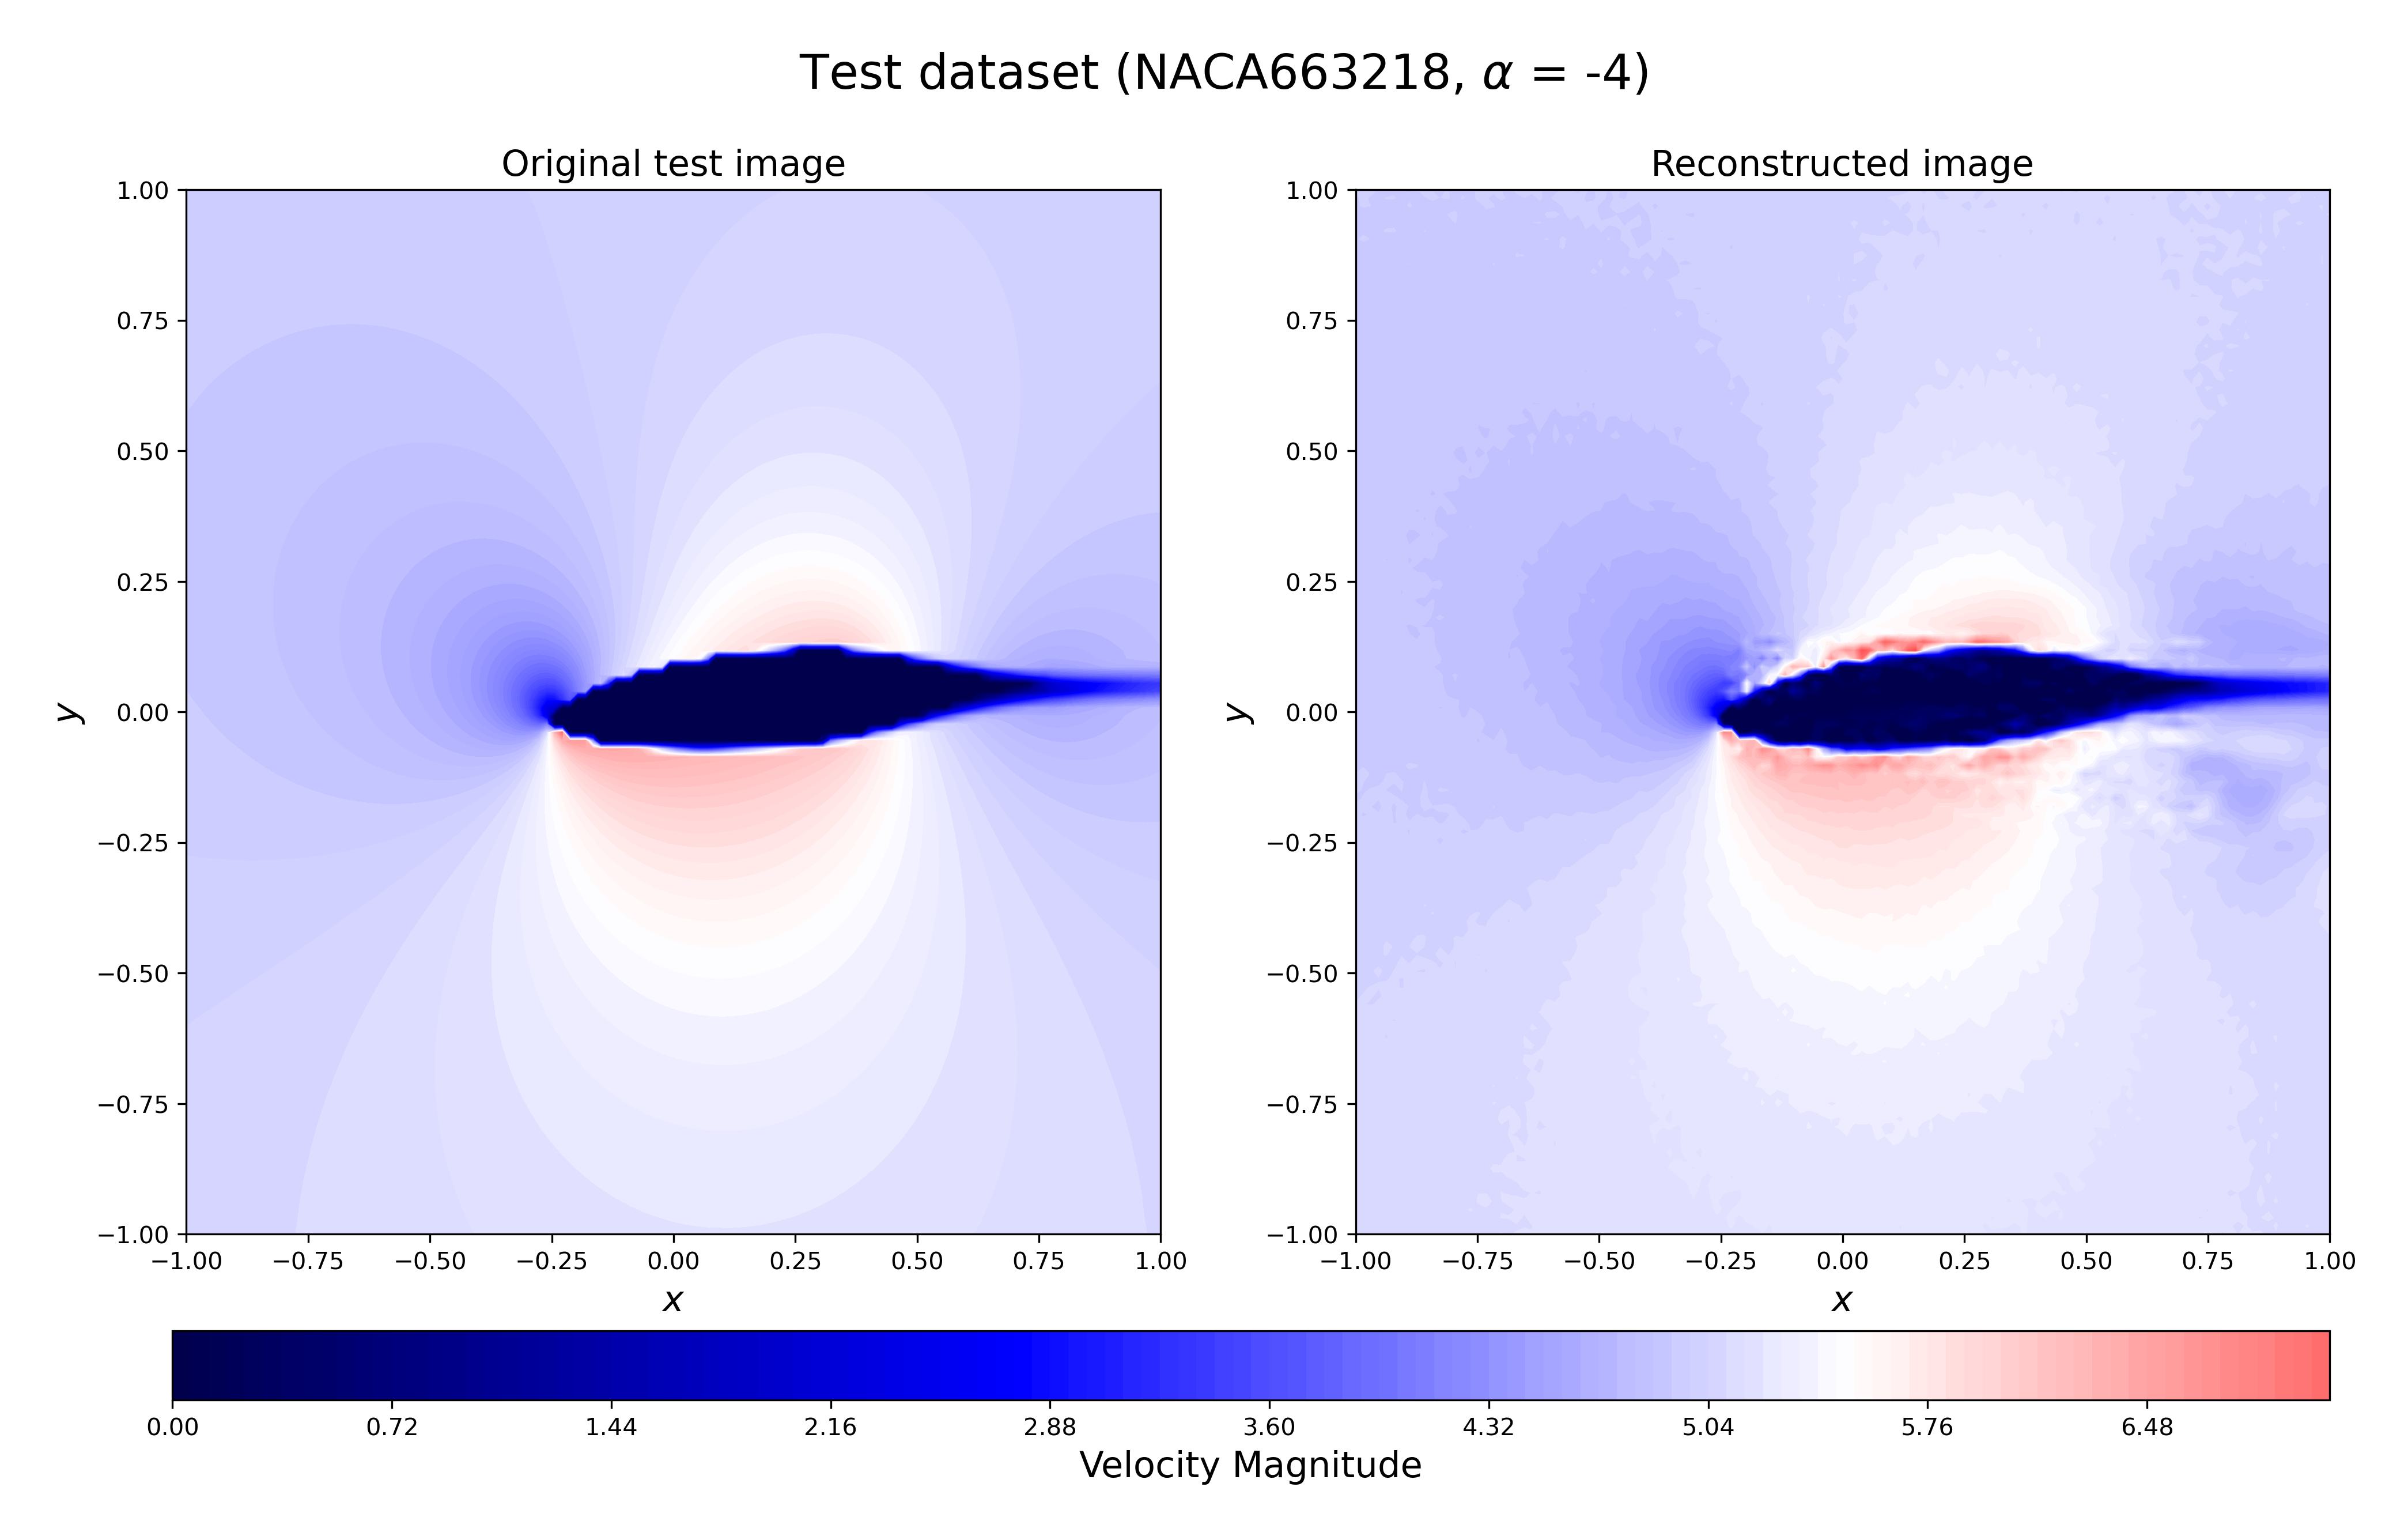 Test dataset (NACA663218, α = -4)
Original test image
1.00
0.75
0.50
0.25
0.00
−0.25
−0.50
−0.75
−1.00
y
−1.00 −0.75 −0.50 −0.25 0.00 0.25 0.50 0.75 1.00
x
Reconstructed image
1.00
0.75
0.50
0.25
0.00
−0.25
−0.50
−0.75
−1.00
y
−1.00 −0.75 −0.50 −0.25 0.00 0.25 0.50 0.75 1.00
x
0.00 0.72 1.44 2.16 2.88 3.60 4.32 5.04 5.76 6.48
Velocity Magnitude